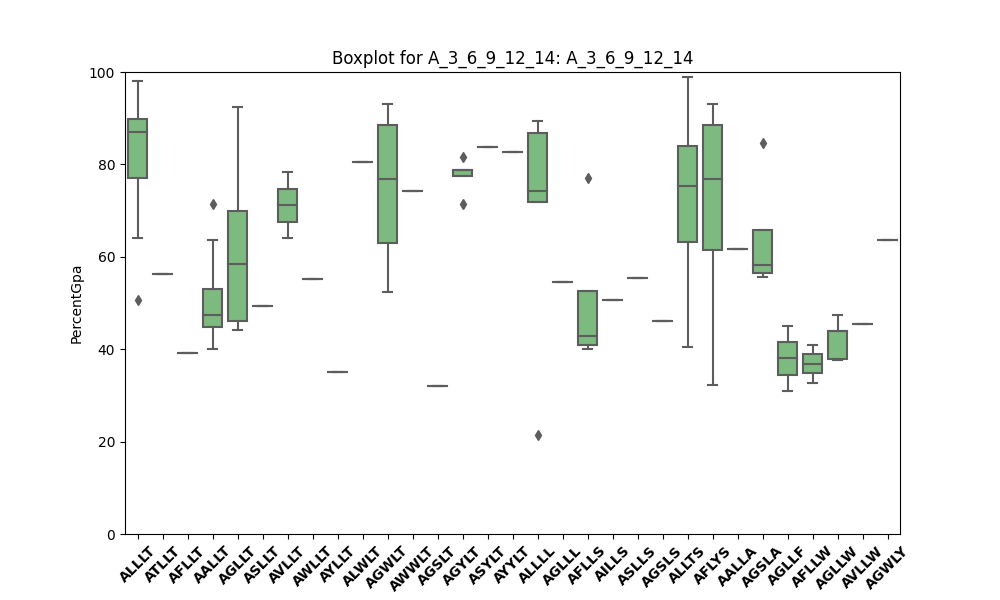 Boxplot for A_3_6_9_12_14: A_3_6_9_12_14
100
80
60
40
20
0
PercentGpa
ALLLT ATLLT AFLLT AALLT AGLLT ASLLT AVLLT AWLLT AYLLT ALWLT AGWLT AWWLT AGSLT AGYLT ASYLT AYYLT ALLLL AGLLL AFLLS AILLS ASLLS AGSLS ALLTS AFLYS AALLA AGSLA AGLLF AFLLW AGLLW AVLLW AGWLY